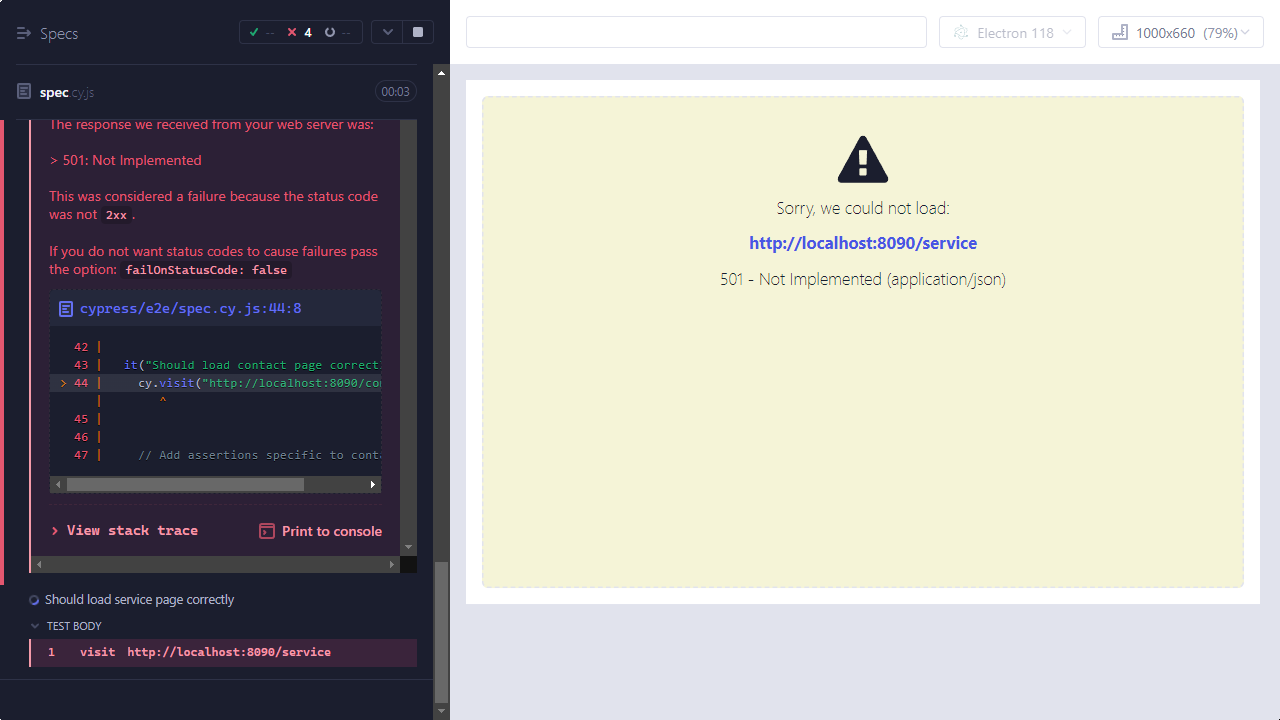 Specs
-- 4 --
spec.cy.js 00:03
The response we received from your web server was:
> 501: Not Implemented
This was considered a failure because the status code
was not 2xx.
If you do not want status codes to cause failures pass
the option: failOnStatusCode: false
cypress/e2e/spec.cy.js:44:8
42 |
43 | it("Should load contact page correct
> 44 | cy.visit("http://localhost:8090/co
| ^
45 |
46 |
47 | // Add assertions specific to cont
> View stack trace
Print to console
Should load service page correctly
TEST BODY
1 visit http://localhost:8090/service
Electron 118
1000x660 (79%)
Sorry, we could not load:
http://localhost:8090/service
501 - Not Implemented (application/json)